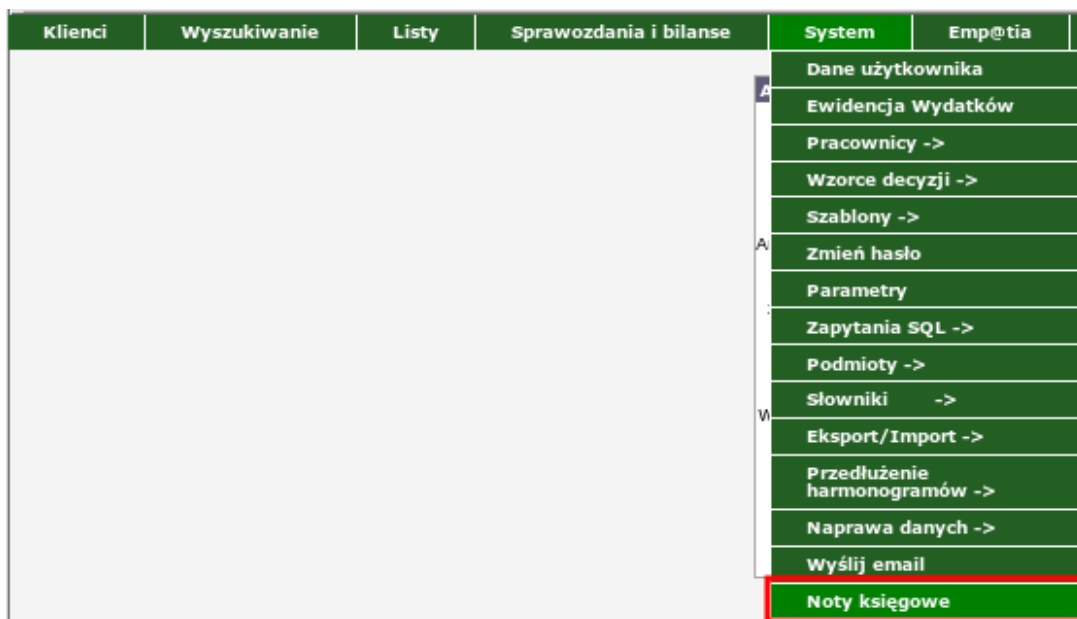 Klienci Wyszukiwanie Listy Sprawozdania i bilanse System Emp@tia
Dane użytkownika
Ewidencja Wydatków
Pracownicy ->
Wzorce decyzji ->
Szablony ->
Zmień hasło
Parametry
Zapytania SQL ->
Podmioty ->
Słowniki ->
Eksport/Import ->
Przedłużenie
harmonogramów ->
Naprawa danych ->
Wyślij email
Noty księgowe